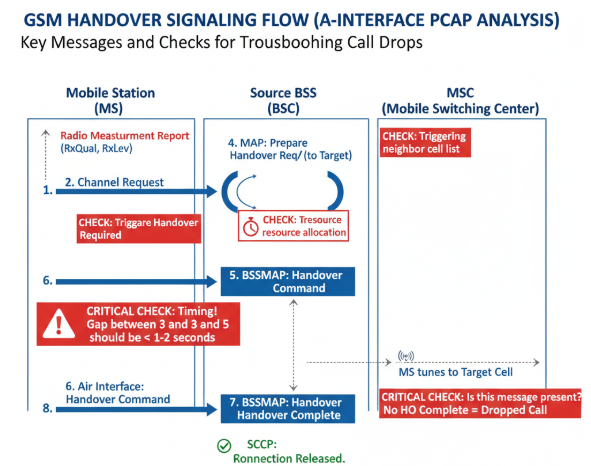 GSM HANDOVER SIGNALING FLOW (A-INTERFACE PCAP ANALYSIS)
Key Messages and Checks for Trousboohing Call Drops
Mobile Station
(MS)
Source BSS
(BSC)
MSC
(Mobile Switching Center)
Radio Measturment Report
(RxQual, RxLev)
4. MAP: Prepare
Handover Req/ (to Target)
CHECK: Triggering
neighbor cell list
1.
2. Channel Request
CHECK: Triggare Handover
Required
CHECK: Tresource
resource allocation
6.
5. BSSMAP: Handover
Command
CRITICAL CHECK: Timing!
Gap between 3 and 3 and 5
should be < 1-2 seconds
MS tunes to Target Cell
6. Air Interface:
Handover Command
8.
7. BSSMAP: Handover
Handover Complete
CRITICAL CHECK: Is this message present?
No HO Complete = Dropped Call
SCCP:
Ronnection Released.